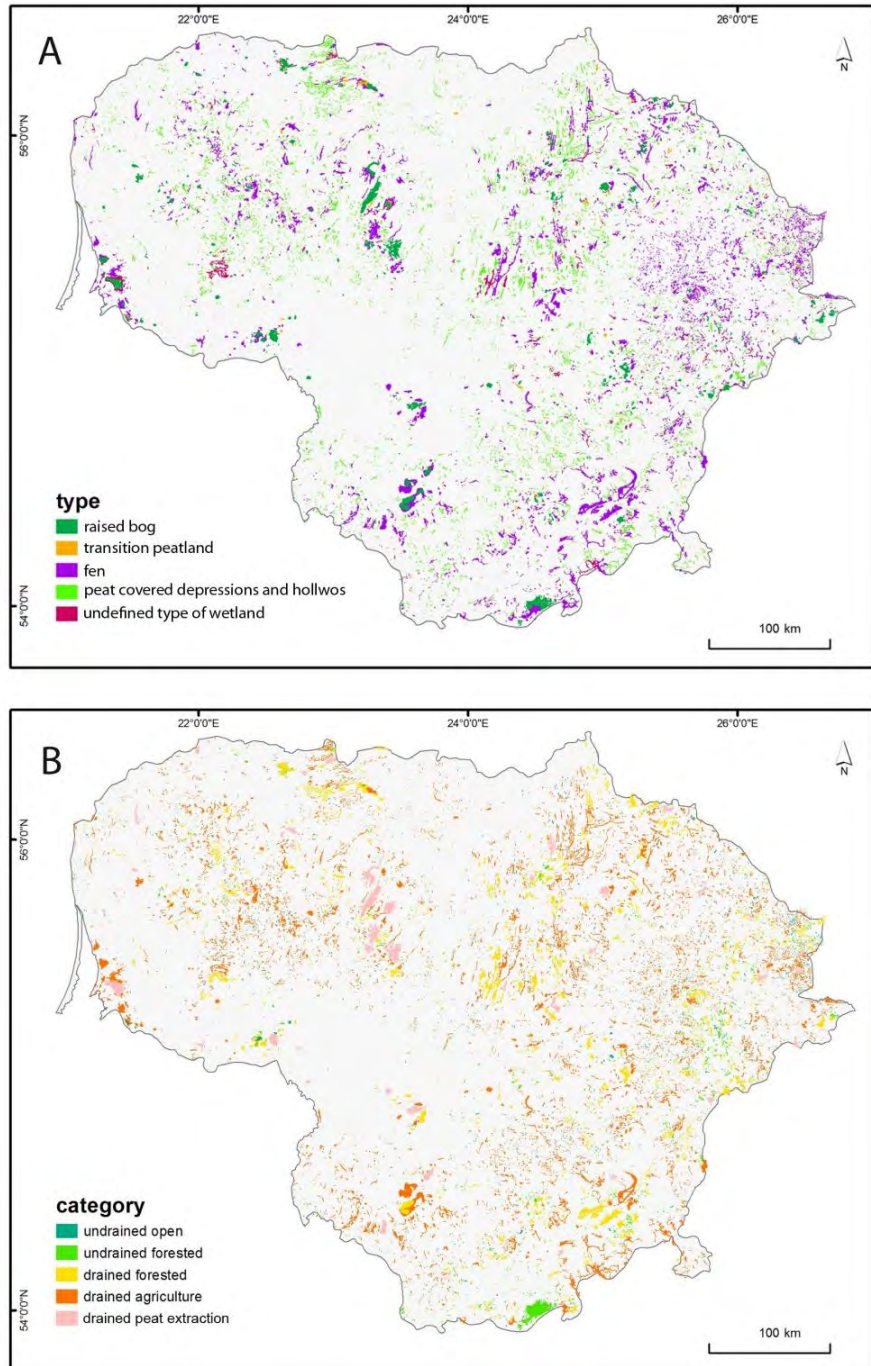 22°0'0"E 24°0'0"E 26°0'0"E
A
N
56°0'0"N
type
raised bog
transition peatland
fen
peat covered depressions and hollwos
undefined type of wetland
54°0'0"N
100 km
22°0'0"E 24°0'0"E 26°0'0"E
B
N
56°0'0"N
category
undrained open
undrained forested
drained forested
drained agriculture
drained peat extraction
54°0'0"N
100 km